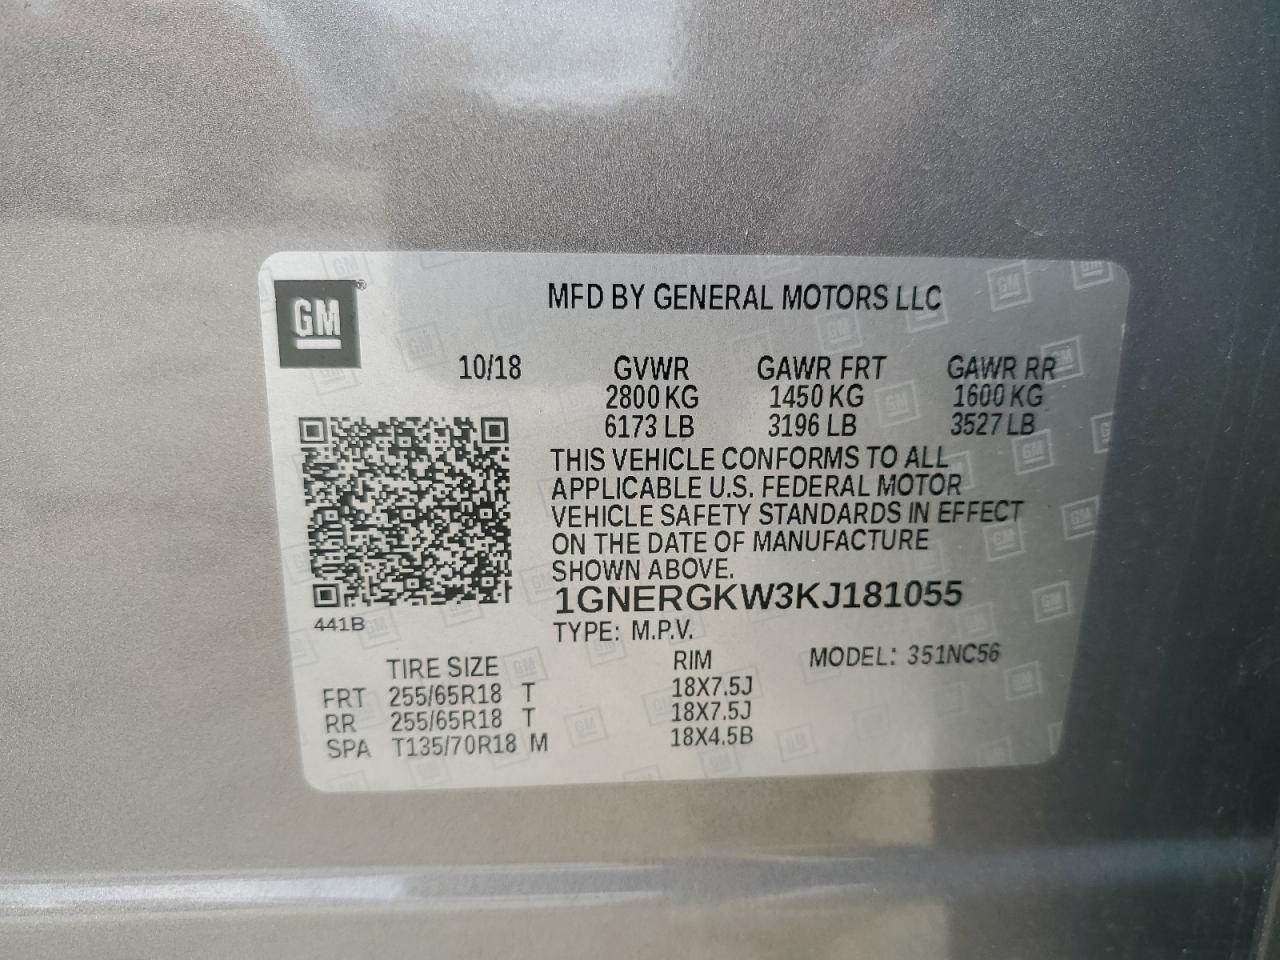 GM®
MFD BY GENERAL MOTORS LLC
10/18 GVWR GAWR FRT GAWR RR
2800 KG 1450 KG 1600 KG
6173 LB 3196 LB 3527 LB
THIS VEHICLE CONFORMS TO ALL
APPLICABLE U.S. FEDERAL MOTOR
VEHICLE SAFETY STANDARDS IN EFFECT
ON THE DATE OF MANUFACTURE
SHOWN ABOVE.
1GNERGKW3KJ181055
441B
TYPE: M.P.V.
TIRE SIZE RIM MODEL: 351NC56
FRT 255/65R18 T 18X7.5J
RR 255/65R18 T 18X7.5J
SPA T135/70R18 M 18X4.5B